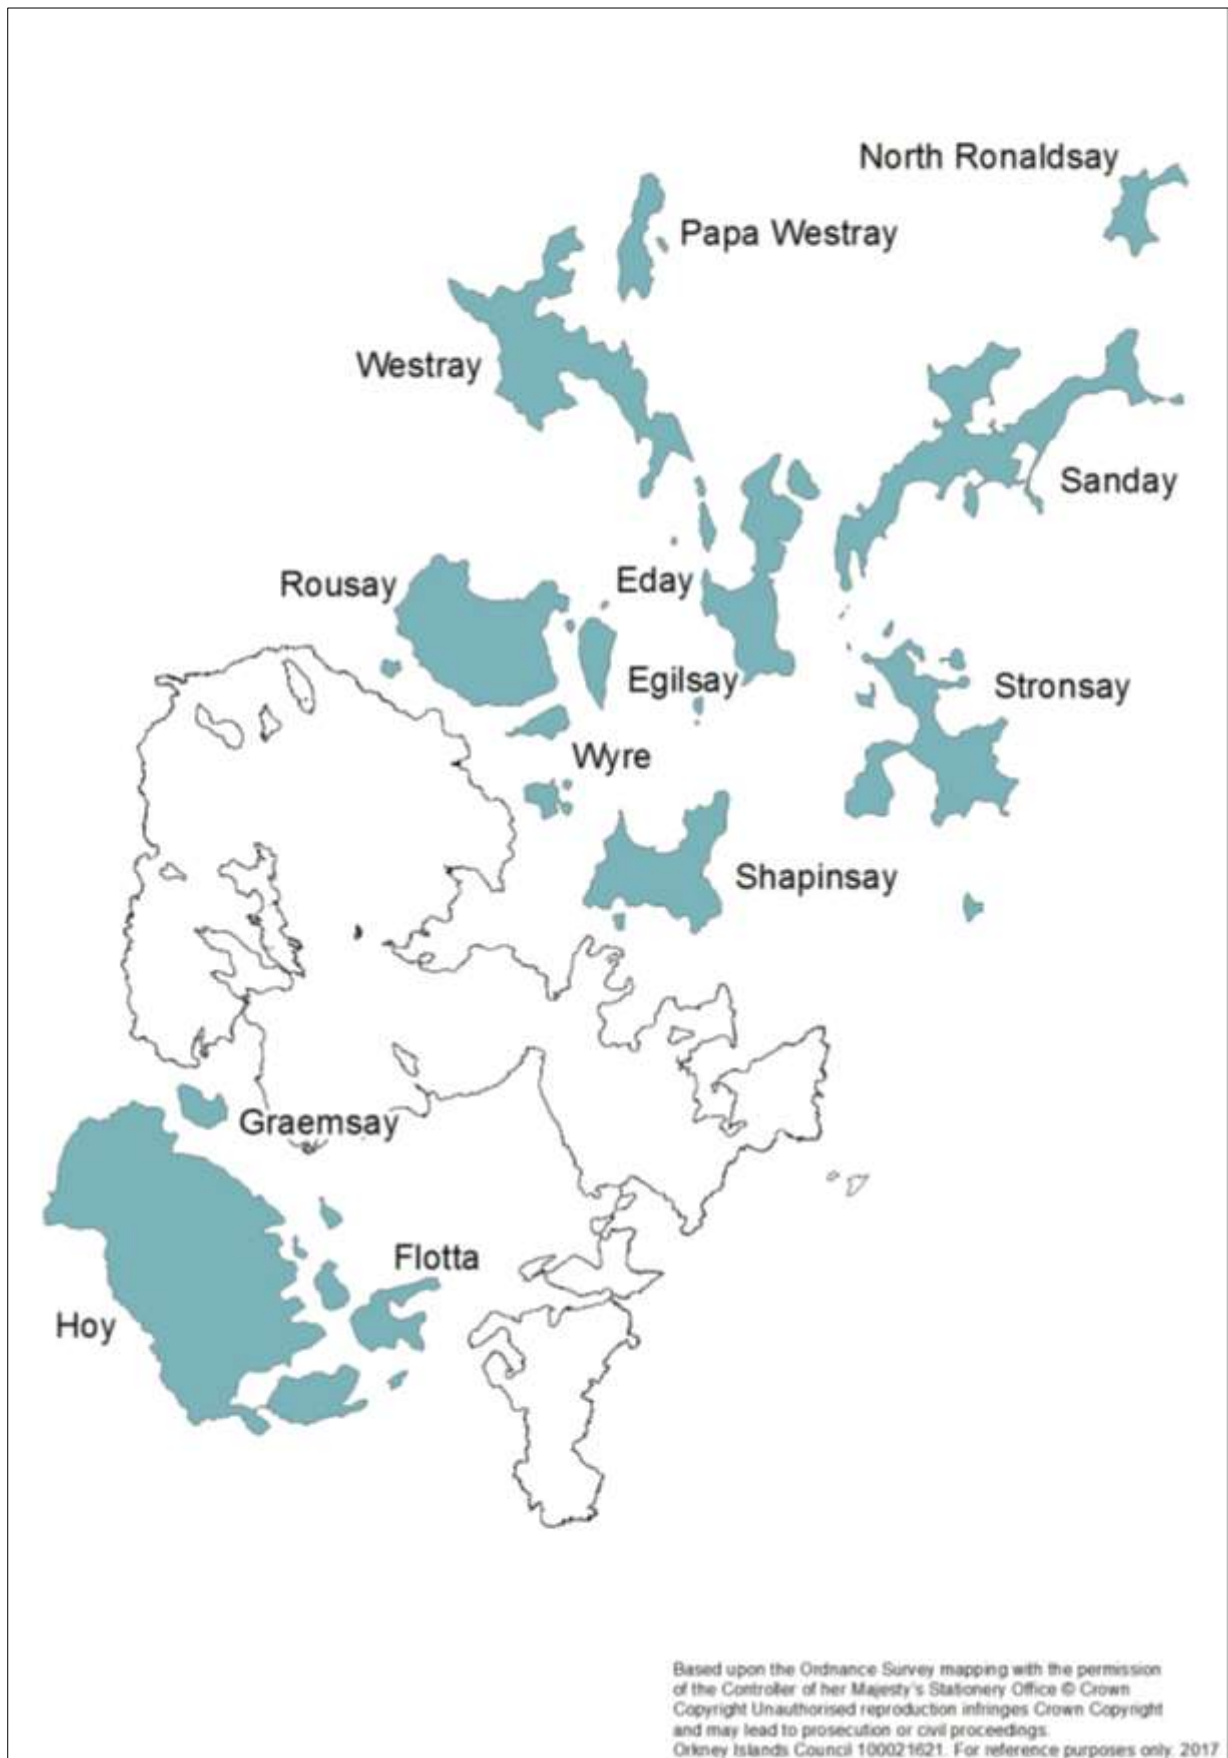 North Ronaldsay
Papa Westray
Westray
Sanday
Rousay
Eday
Egilsay
Stronsay
Wyre
Shapinsay
Graemsay
Flotta
Hoy
Based upon the Ordnance Survey mapping with the permission
of the Controller of her Majesty's Stationery Office © Crown
Copyright Unauthorised reproduction infringes Crown Copyright
and may lead to prosecution or civil proceedings.
Orkney Islands Council 100021621. For reference purposes only. 2017